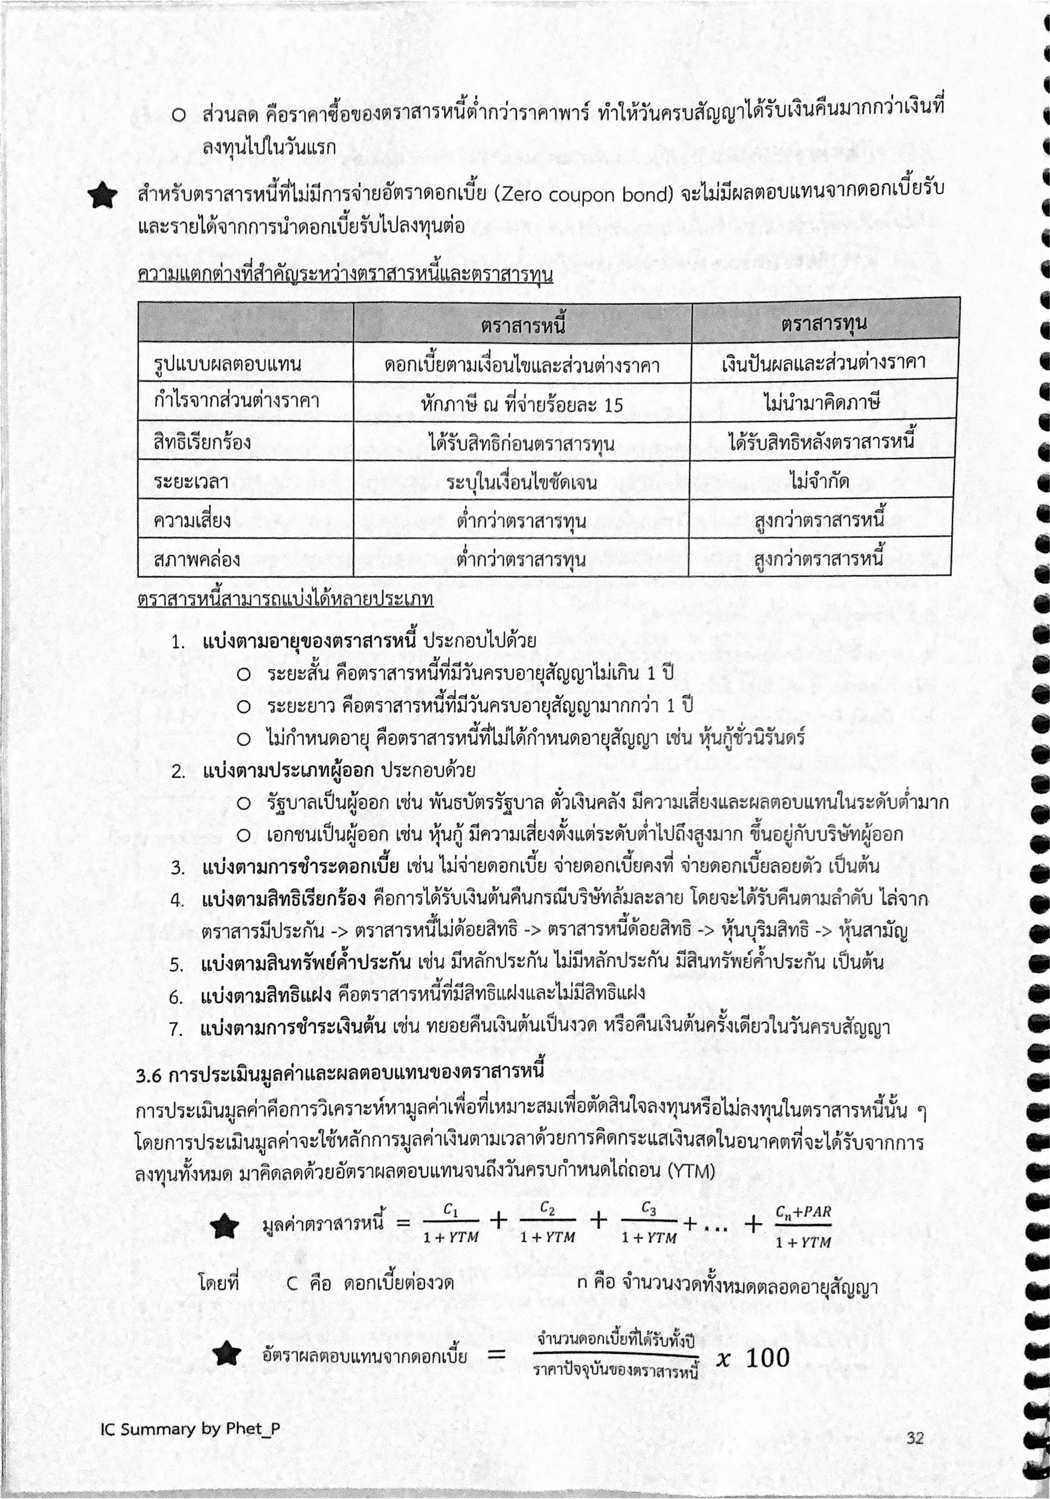 ○ ส่วนลด คือราคาซื้อของตราสารหนี้ต่ำกว่าราคาพาร์ ทำให้วันครบสัญญาได้รับเงินคืนมากกว่าเงินที่
ลงทุนไปในวันแรก
★ สำหรับตราสารหนี้ที่ไม่มีการจ่ายอัตราดอกเบี้ย (Zero coupon bond) จะไม่มีผลตอบแทนจากดอกเบี้ยรับ
และรายได้จากการนำดอกเบี้ยรับไปลงทุนต่อ
ความแตกต่างที่สำคัญระหว่างตราสารหนี้และตราสารทุน
ตราสารหนี้ ตราสารทุน
รูปแบบผลตอบแทน ดอกเบี้ยตามเงื่อนไขและส่วนต่างราคา เงินปันผลและส่วนต่างราคา
กำไรจากส่วนต่างราคา หักภาษี ณ ที่จ่ายร้อยละ 15 ไม่นำมาคิดภาษี
สิทธิเรียกร้อง ได้รับสิทธิก่อนตราสารทุน ได้รับสิทธิหลังตราสารหนี้
ระยะเวลา ระบุในเงื่อนไขชัดเจน ไม่จำกัด
ความเสี่ยง ต่ำกว่าตราสารทุน สูงกว่าตราสารหนี้
สภาพคล่อง ต่ำกว่าตราสารทุน สูงกว่าตราสารหนี้
ตราสารหนี้สามารถแบ่งได้หลายประเภท
1. แบ่งตามอายุของตราสารหนี้ ประกอบไปด้วย
○ ระยะสั้น คือตราสารหนี้ที่มีวันครบอายุสัญญาไม่เกิน 1 ปี
○ ระยะยาว คือตราสารหนี้ที่มีวันครบอายุสัญญามากกว่า 1 ปี
○ ไม่กำหนดอายุ คือตราสารหนี้ที่ไม่ได้กำหนดอายุสัญญา เช่น หุ้นกู้ชั่วนิรันดร์
2. แบ่งตามประเภทผู้ออก ประกอบด้วย
○ รัฐบาลเป็นผู้ออก เช่น พันธบัตรรัฐบาล ตั๋วเงินคลัง มีความเสี่ยงและผลตอบแทนในระดับต่ำมาก
○ เอกชนเป็นผู้ออก เช่น หุ้นกู้ มีความเสี่ยงตั้งแต่ระดับต่ำไปถึงสูงมาก ขึ้นอยู่กับบริษัทผู้ออก
3. แบ่งตามการชำระดอกเบี้ย เช่น ไม่จ่ายดอกเบี้ย จ่ายดอกเบี้ยคงที่ จ่ายดอกเบี้ยลอยตัว เป็นต้น
4. แบ่งตามสิทธิเรียกร้อง คือการได้รับเงินต้นคืนกรณีบริษัทล้มละลาย โดยจะได้รับคืนตามลำดับ ไล่จาก
ตราสารมีประกัน -> ตราสารหนี้ไม่ด้อยสิทธิ -> ตราสารหนี้ด้อยสิทธิ -> หุ้นบุริมสิทธิ -> หุ้นสามัญ
5. แบ่งตามสินทรัพย์ค้ำประกัน เช่น มีหลักประกัน ไม่มีหลักประกัน มีสินทรัพย์ค้ำประกัน เป็นต้น
6. แบ่งตามสิทธิแฝง คือตราสารหนี้ที่มีสิทธิแฝงและไม่มีสิทธิแฝง
7. แบ่งตามการชำระเงินต้น เช่น ทยอยคืนเงินต้นเป็นงวด หรือคืนเงินต้นครั้งเดียวในวันครบสัญญา
3.6 การประเมินมูลค่าและผลตอบแทนของตราสารหนี้
การประเมินมูลค่าคือการวิเคราะห์หามูลค่าเพื่อที่เหมาะสมเพื่อตัดสินใจลงทุนหรือไม่ลงทุนในตราสารหนี้นั้น ๆ
โดยการประเมินมูลค่าจะใช้หลักการมูลค่าเงินตามเวลาด้วยการคิดกระแสเงินสดในอนาคตที่จะได้รับจากการ
ลงทุนทั้งหมด มาคิดลดด้วยอัตราผลตอบแทนจนถึงวันครบกำหนดไถ่ถอน (YTM)
★ มูลค่าตราสารหนี้ = C₁/1+YTM + C₂/1+YTM + C₃/1+YTM + ... + Cₙ+PAR/1+YTM
โดยที่ C คือ ดอกเบี้ยต่องวด n คือ จำนวนงวดทั้งหมดตลอดอายุสัญญา
★ อัตราผลตอบแทนจากดอกเบี้ย = จำนวนดอกเบี้ยที่ได้รับทั้งปี/ราคาปัจจุบันของตราสารหนี้ x 100
IC Summary by Phet_P
32